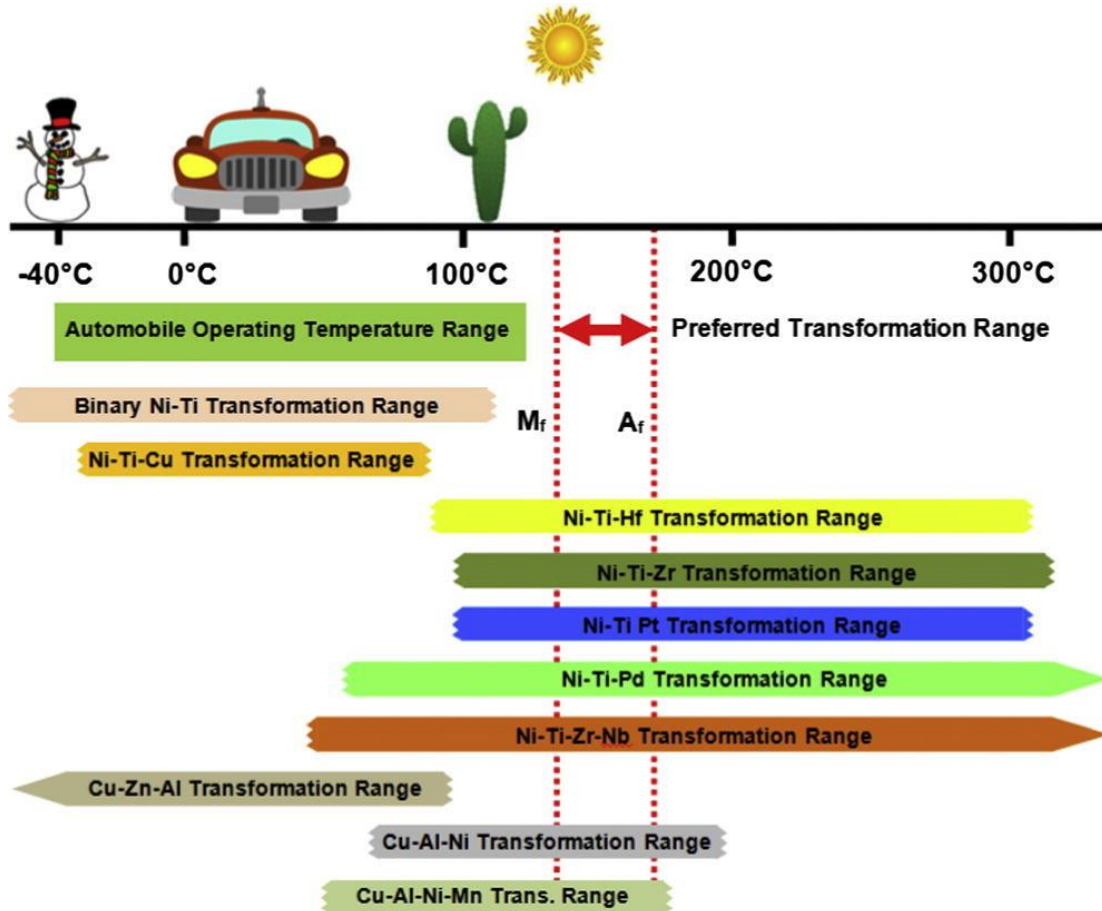 -40°C 0°C 100°C 200°C 300°C
Automobile Operating Temperature Range
Preferred Transformation Range
Binary Ni-Ti Transformation Range
Mf Af
Ni-Ti-Cu Transformation Range
Ni-Ti-Hf Transformation Range
Ni-Ti-Zr Transformation Range
Ni-Ti Pt Transformation Range
Ni-Ti-Pd Transformation Range
Ni-Ti-Zr-Nb Transformation Range
Cu-Zn-Al Transformation Range
Cu-Al-Ni Transformation Range
Cu-Al-Ni-Mn Trans. Range